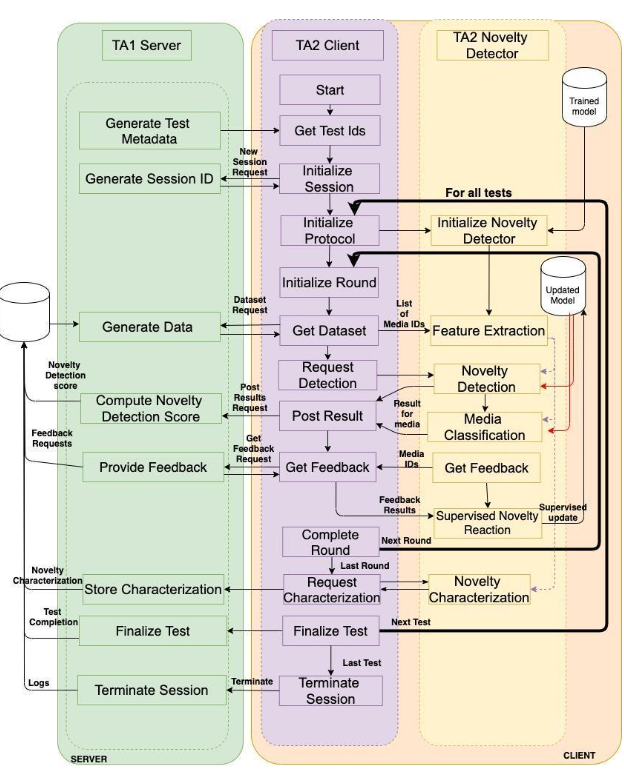 TA1 Server
TA2 Client
TA2 Novelty
Detector
Trained
model
Start
Generate Test
Metadata
Get Test Ids
New
Session
Request
Generate Session ID
Initialize
Session
For all tests
Initialize
Protocol
Initialize Novelty
Detector
Initialize Round
Updated
Model
Dataset
Request
List
of
Media IDs
Generate Data
Get Dataset
Feature Extraction
Request
Detection
Novelty
Detection
Novelty
Detection
score
Post
Results
Request
Result
for
media
Compute Novelty
Detection Score
Post Result
Media
Classification
Feedback
Requests
Get
Feedback
Request
Media
IDs
Provide Feedback
Get Feedback
Get Feedback
Feedback
Results
Supervised Novelty
Reaction
Supervised
update
Complete
Round
Next Round
Last Round
Novelty
Characterization
Store Characterization
Request
Characterization
Novelty
Characterization
Test
Completion
Finalize Test
Finalize Test
Next Test
Last Test
Logs
Terminate Session
Terminate
Terminate
Session
SERVER
CLIENT